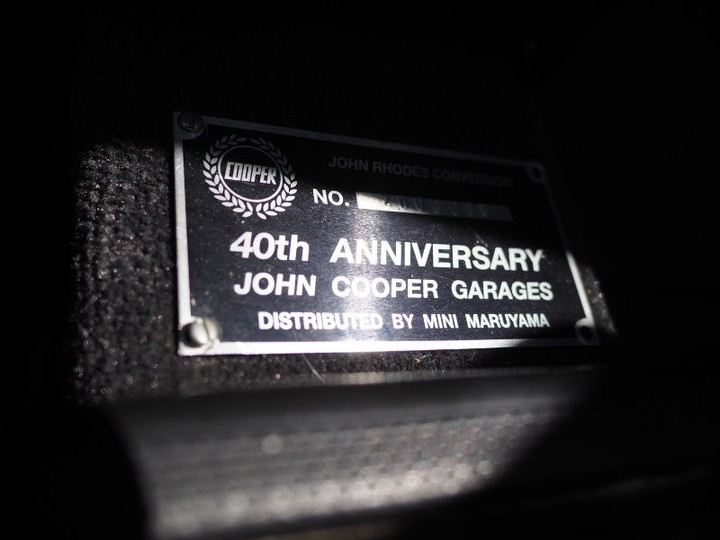 COOPER
JOHN RHODES CONVERSION
NO.
40th ANNIVERSARY
JOHN COOPER GARAGES
DISTRIBUTED BY MINI MARUYAMA